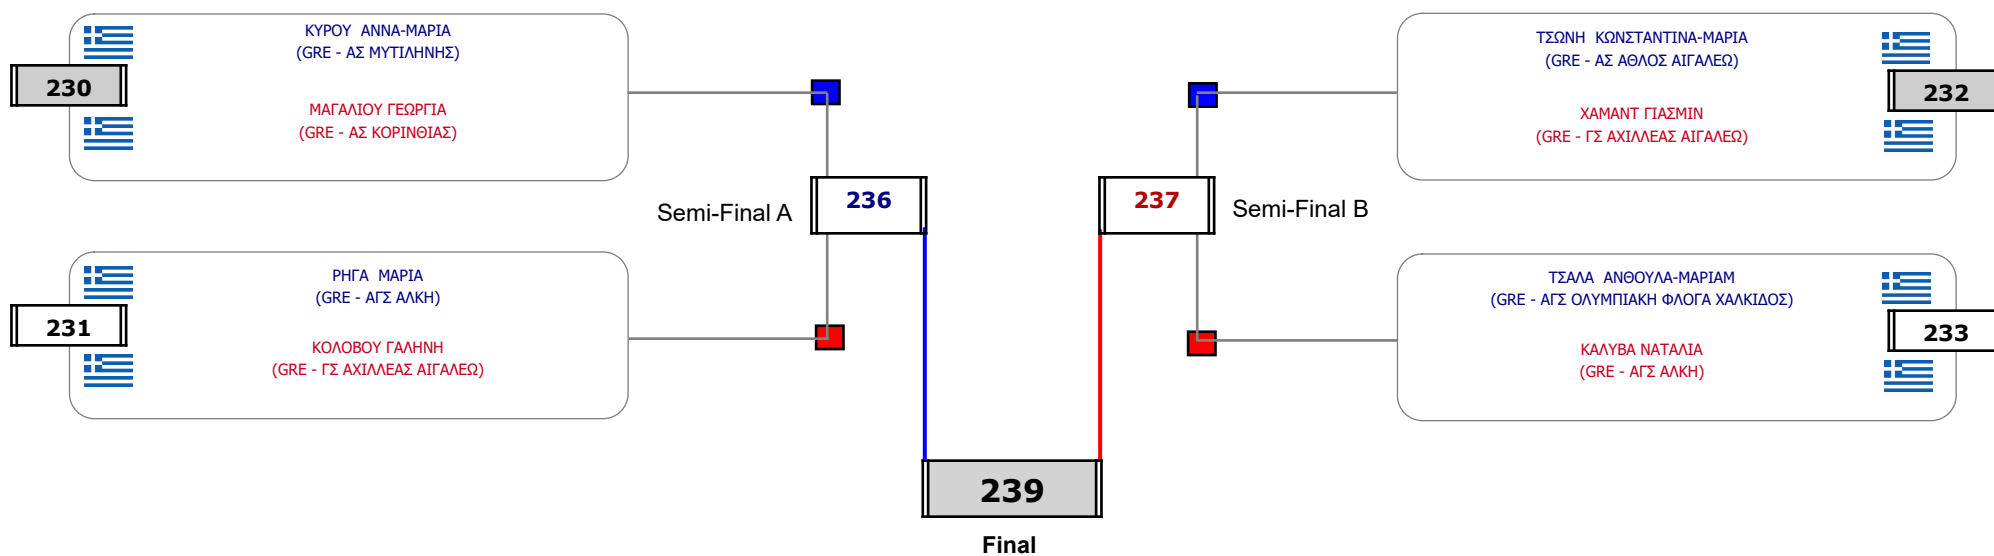 ΚΥΡΟΥ ΑΝΝΑ-ΜΑΡΙΑ
(GRE - ΑΣ ΜΥΤΙΛΗΝΗΣ)
230
ΜΑΓΑΛΙΟΥ ΓΕΩΡΓΙΑ
(GRE - ΑΣ ΚΟΡΙΝΘΙΑΣ)
ΤΣΩΝΗ ΚΩΝΣΤΑΝΤΙΝΑ-ΜΑΡΙΑ
(GRE - ΑΣ ΑΘΛΟΣ ΑΙΓΑΛΕΩ)
232
ΧΑΜΑΝΤ ΓΙΑΣΜΙΝ
(GRE - ΓΣ ΑΧΙΛΛΕΑΣ ΑΙΓΑΛΕΩ)
Semi-Final A
236
237
Semi-Final B
ΡΗΓΑ ΜΑΡΙΑ
(GRE - ΑΓΣ ΑΛΚΗ)
231
ΚΟΛΟΒΟΥ ΓΑΛΗΝΗ
(GRE - ΓΣ ΑΧΙΛΛΕΑΣ ΑΙΓΑΛΕΩ)
ΤΣΑΛΑ ΑΝΘΟΥΛΑ-ΜΑΡΙΑΜ
(GRE - ΑΓΣ ΟΛΥΜΠΙΑΚΗ ΦΛΟΓΑ ΧΑΛΚΙΔΟΣ)
233
ΚΑΛΥΒΑ ΝΑΤΑΛΙΑ
(GRE - ΑΓΣ ΑΛΚΗ)
239
Final